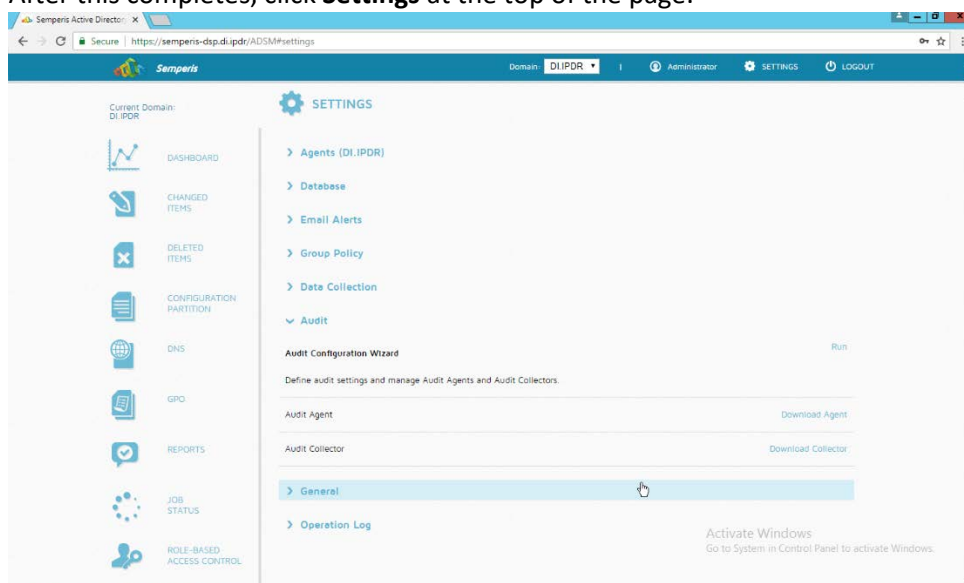 After this completes, click Settings at the top of the page.
Semperis Active Director
Secure | https://semperis-dsp.di.ipdr/ADSM#settings
Semperis
Domain: DI.IPDR | Administrator SETTINGS LOGOUT
Current Domain:
DI.IPDR
SETTINGS
DASHBOARD
CHANGED
ITEMS
DELETED
ITEMS
CONFIGURATION
PARTITION
DNS
GPO
REPORTS
JOB
STATUS
ROLE-BASED
ACCESS CONTROL
Agents (DI.IPDR)
Database
Email Alerts
Group Policy
Data Collection
Audit
Audit Configuration Wizard Run
Define audit settings and manage Audit Agents and Audit Collectors.
Audit Agent Download Agent
Audit Collector Download Collector
General
Operation Log
Activate Windows
Go to System in Control Panel to activate Windows.